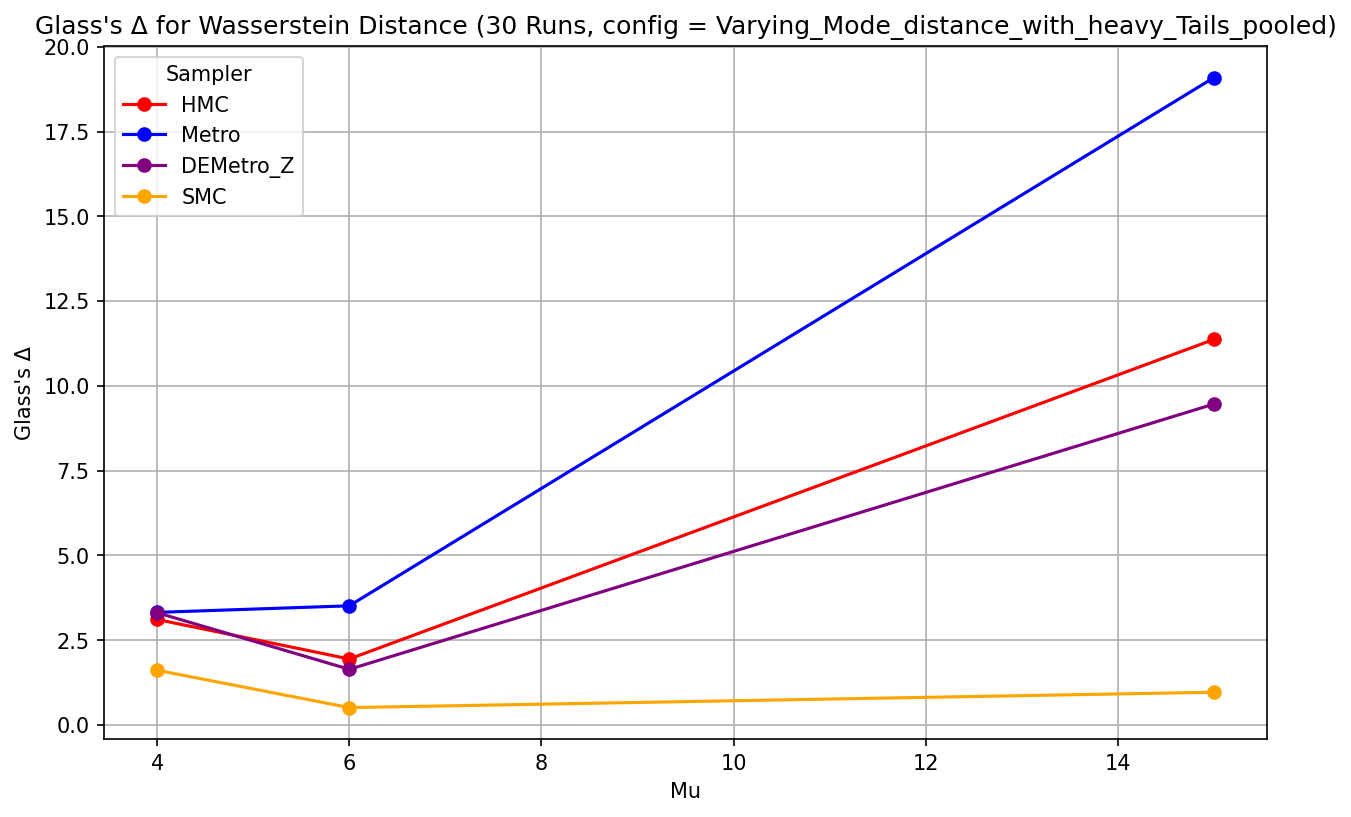 Glass's Δ for Wasserstein Distance (30 Runs, config = Varying_Mode_distance_with_heavy_Tails_pooled)
20.0
17.5
15.0
12.5
10.0
7.5
5.0
2.5
0.0
Glass's Δ
Sampler
HMC
Metro
DEMetro_Z
SMC
4 6 8 10 12 14
Mu